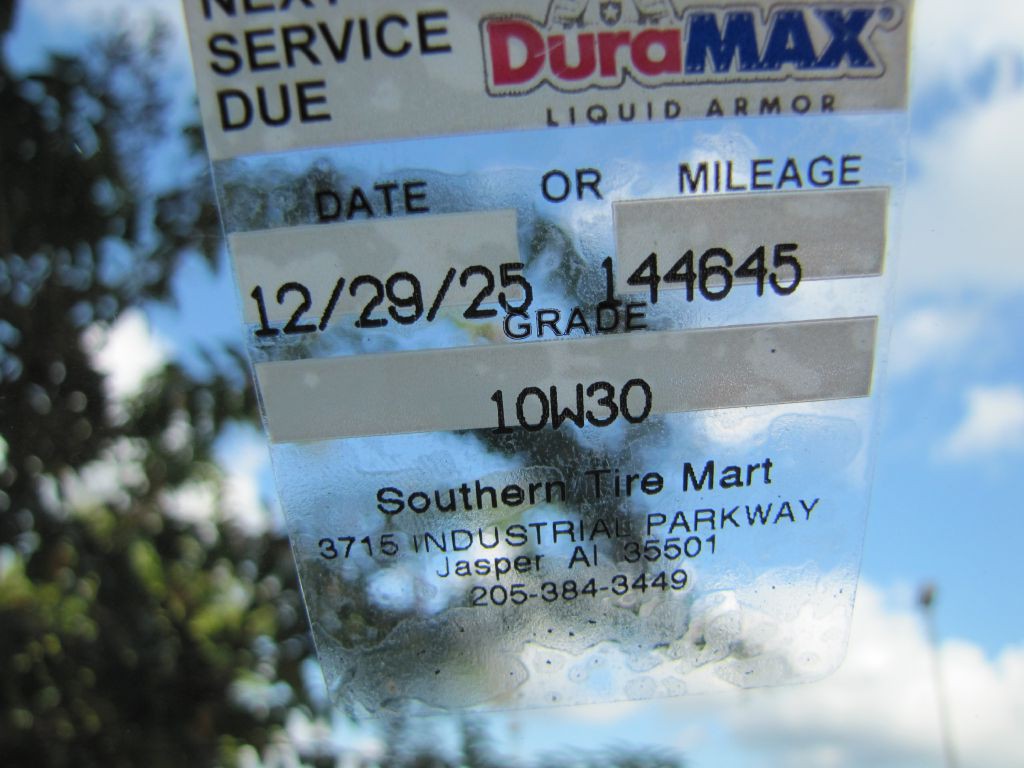 NEXT
SERVICE
DUE
DuraMAX
LIQUID ARMOR
DATE OR MILEAGE
12/29/25 144645
GRADE
10W30
Southern Tire Mart
3715 INDUSTRIAL PARKWAY
Jasper Al 35501
205-384-3449